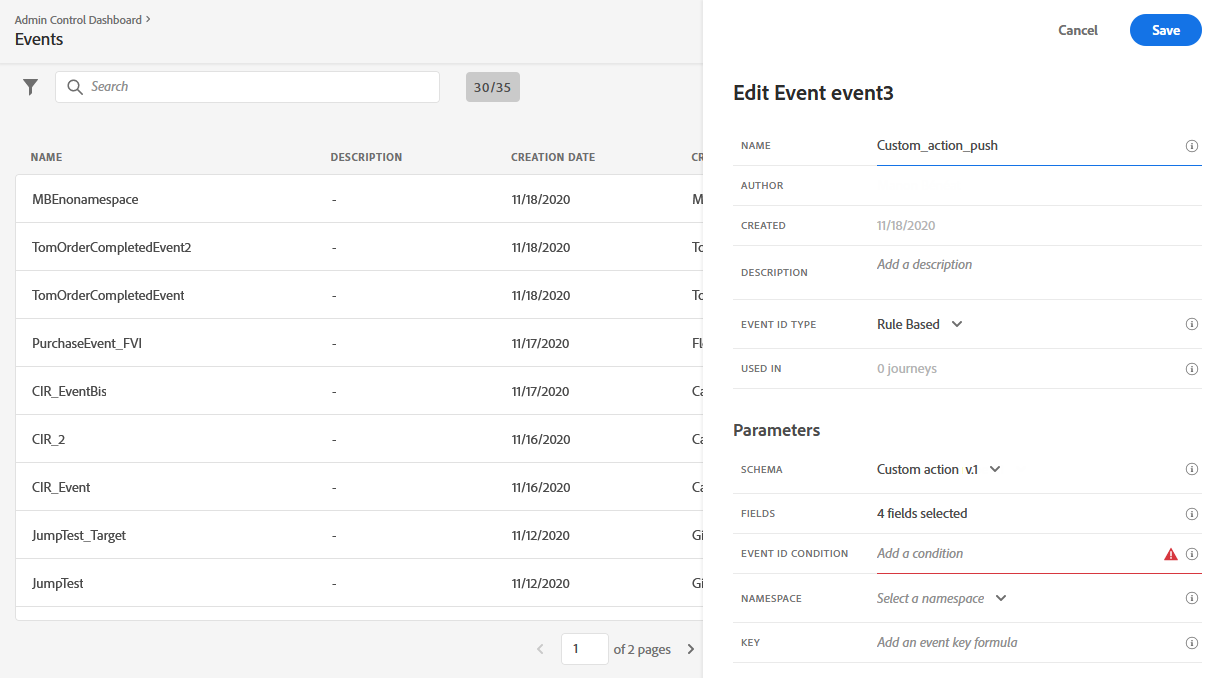 Admin Control Dashboard >
Events
Search
30/35
NAME DESCRIPTION CREATION DATE CR
MBEnonamespace - 11/18/2020 M
TomOrderCompletedEvent2 - 11/18/2020 To
TomOrderCompletedEvent - 11/18/2020 To
PurchaseEvent_FVI - 11/17/2020 Fl
CIR_EventBis - 11/17/2020 Ca
CIR_2 - 11/16/2020 Ca
CIR_Event - 11/16/2020 Ca
JumpTest_Target - 11/12/2020 Gi
JumpTest - 11/12/2020 Gi
< 1 of 2 pages >
Cancel Save
Edit Event event3
NAME Custom_action_push
AUTHOR
CREATED 11/18/2020
DESCRIPTION Add a description
EVENT ID TYPE Rule Based
USED IN 0 journeys
Parameters
SCHEMA Custom action v.1
FIELDS 4 fields selected
EVENT ID CONDITION Add a condition
NAMESPACE Select a namespace
KEY Add an event key formula